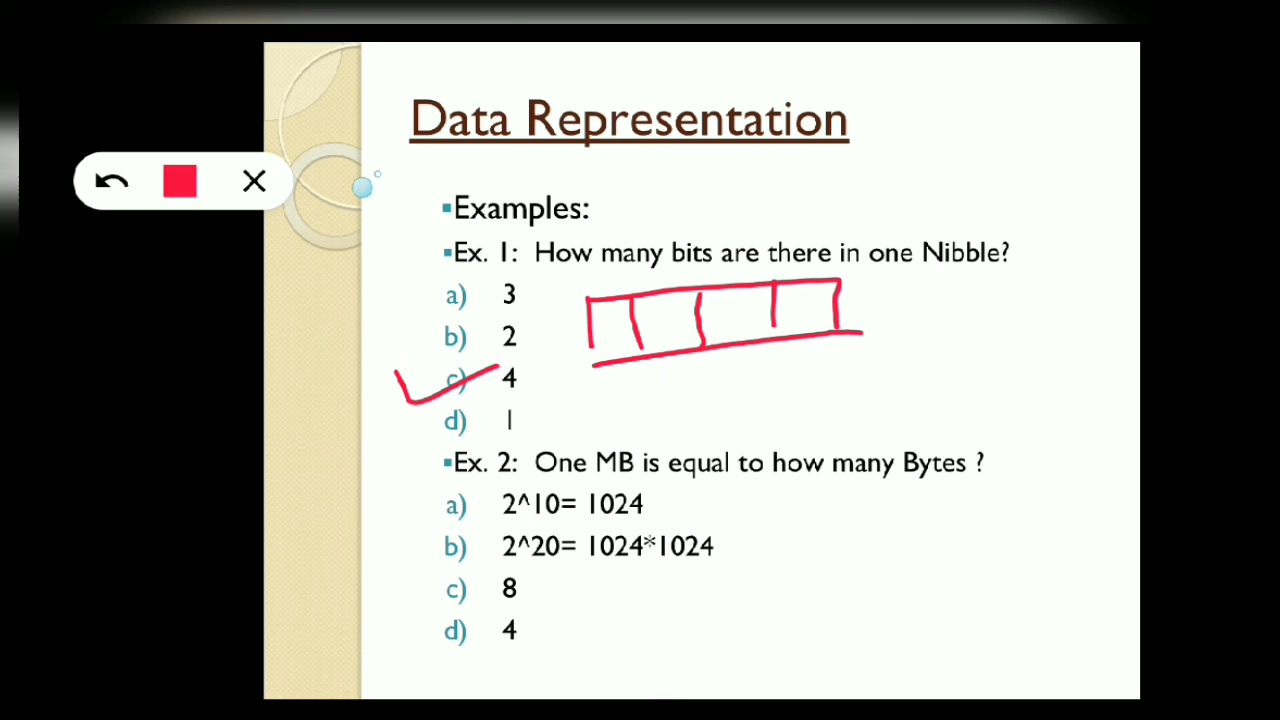 Data Representation
Examples:
Ex. 1: How many bits are there in one Nibble?
a) 3
b) 2
c) 4
d) 1
Ex. 2: One MB is equal to how many Bytes ?
a) 2^10= 1024
b) 2^20= 1024*1024
c) 8
d) 4